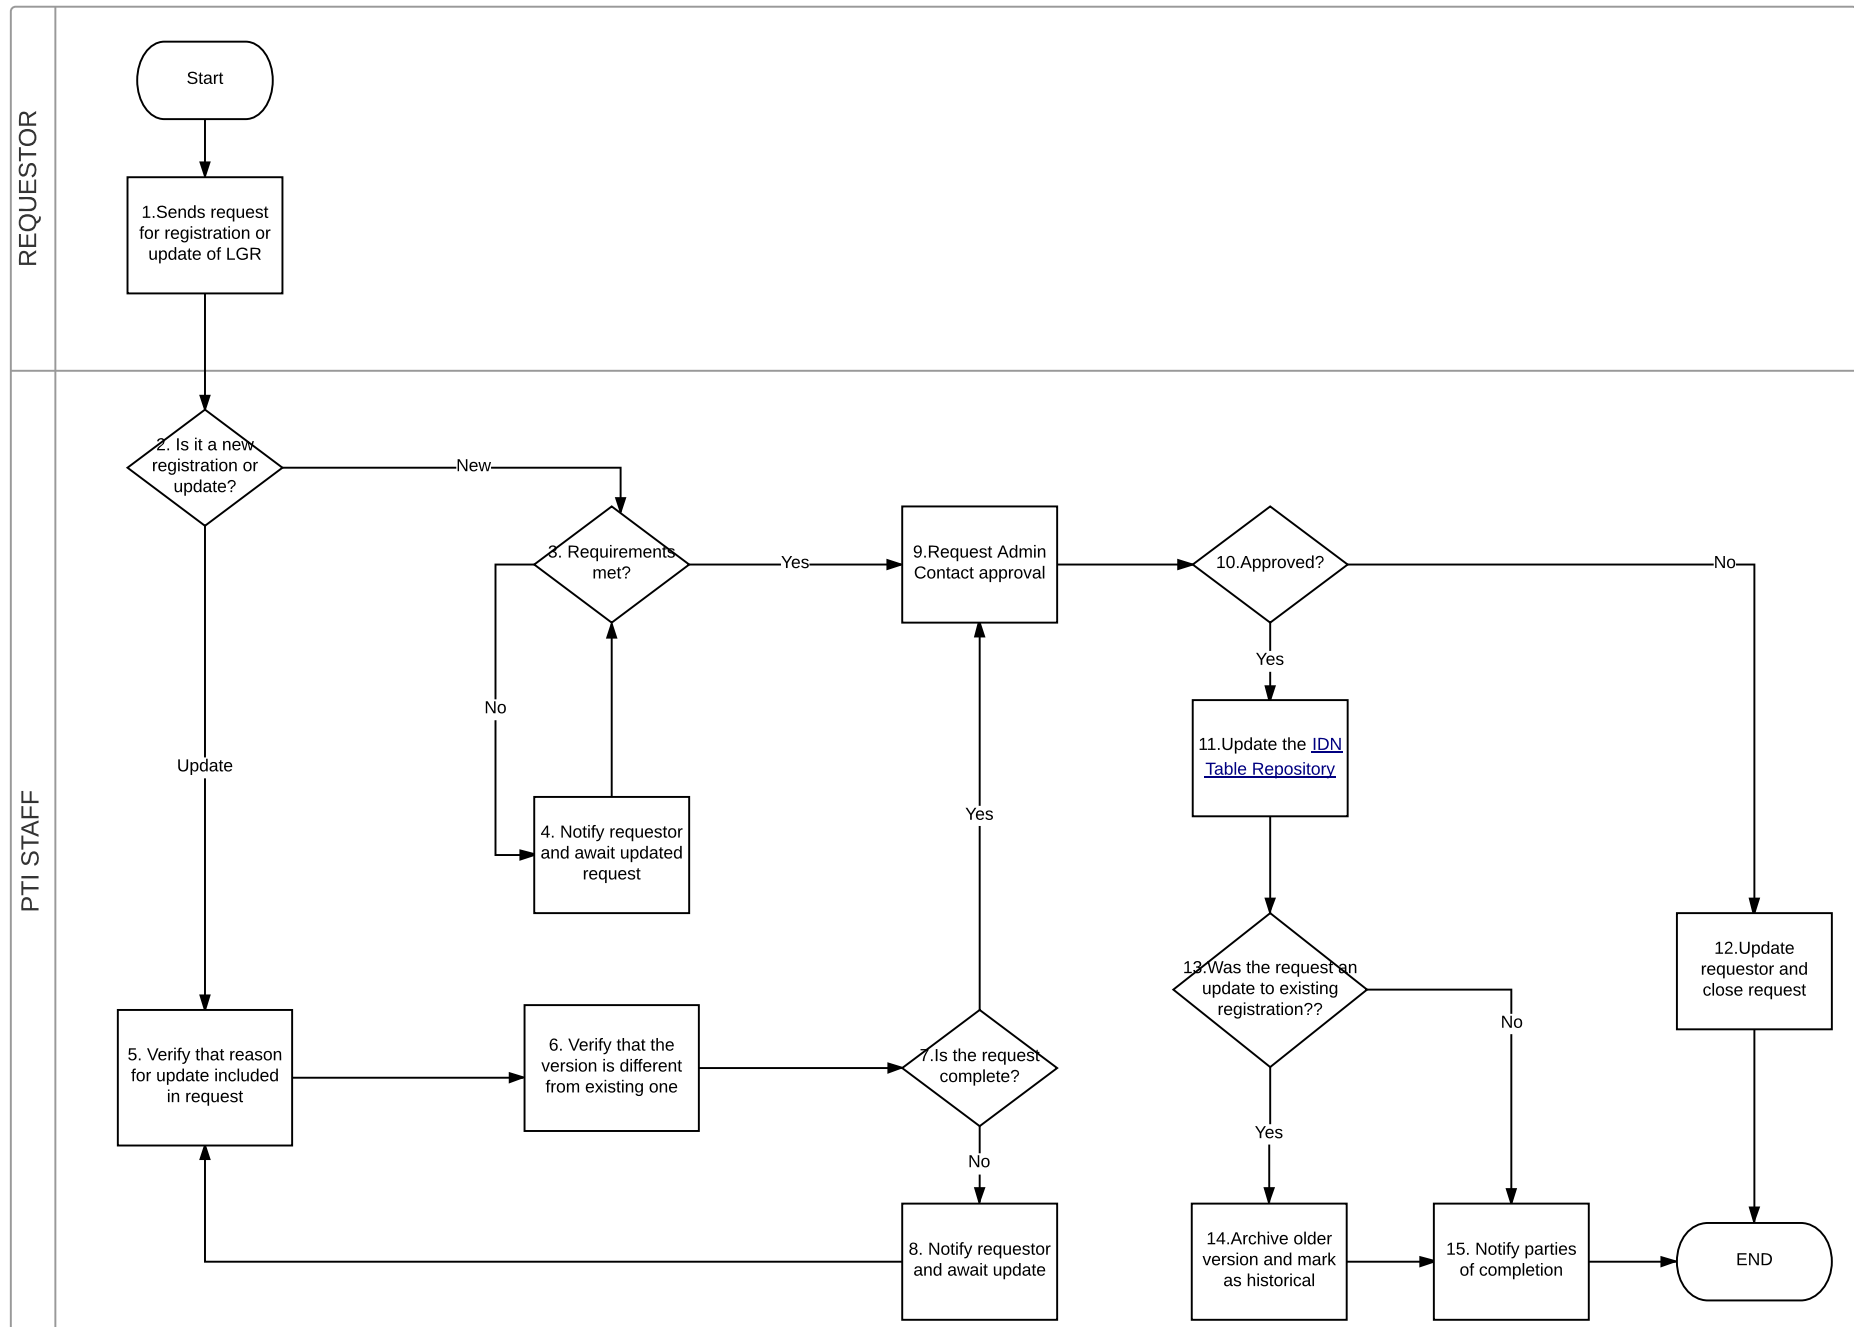 REQUESTOR
Start
1.Sends request
for registration or
update of LGR
PTI STAFF
2. Is it a new
registration or
update?
New
Update
3. Requirements
met?
Yes
No
4. Notify requestor
and await updated
request
5. Verify that reason
for update included
in request
6. Verify that the
version is different
from existing one
7.Is the request
complete?
Yes
No
8. Notify requestor
and await update
9.Request Admin
Contact approval
10.Approved?
Yes
No
11.Update the IDN
Table Repository
12.Update
requestor and
close request
13.Was the request an
update to existing
registration??
Yes
No
14.Archive older
version and mark
as historical
15. Notify parties
of completion
END